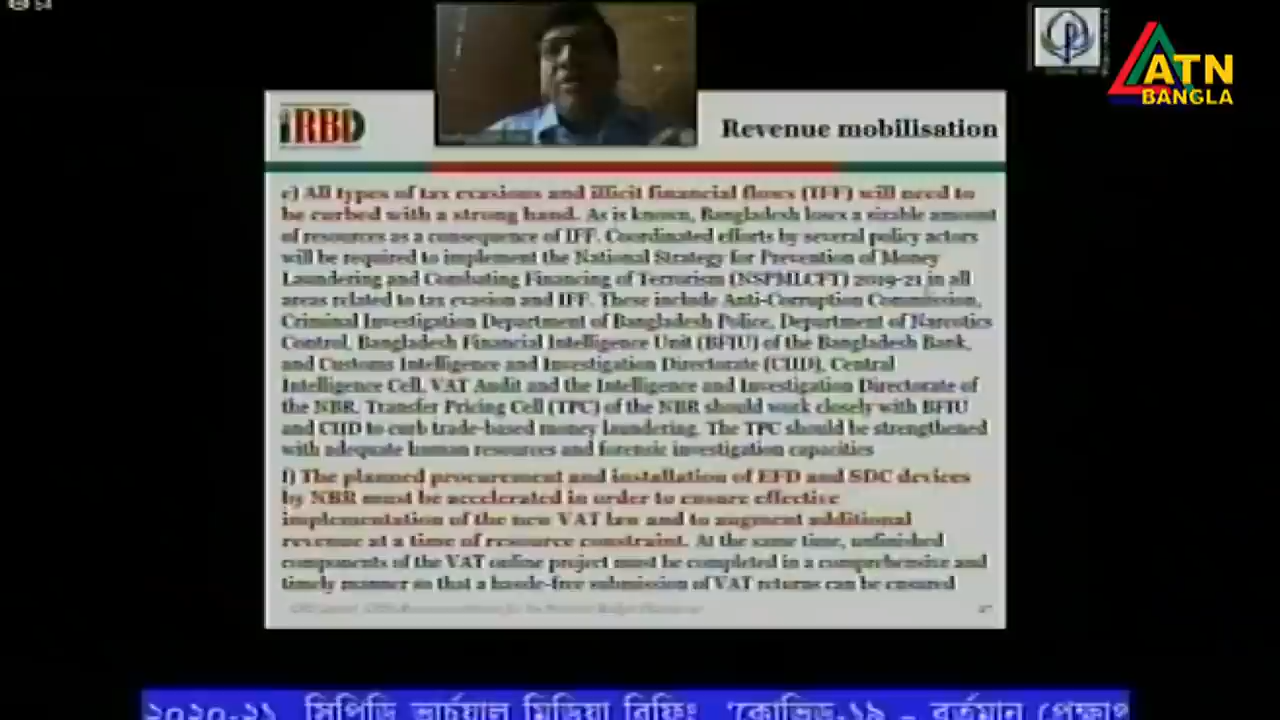 ATN
BANGLA
iRBD
Revenue mobilisation
e) All types of tax evasions and illicit financial flows (IFF) will need to
be curbed with a strong hand. As is known, Bangladesh loses a sizable amount
of resources as a consequence of IFF. Coordinated efforts by several policy actors
will be required to implement the National Strategy for Prevention of Money
Laundering and Combating Financing of Terrorism (NSPMLCFT) 2019-21 in all
areas related to tax evasion and IFF. These include Anti-Corruption Commission,
Criminal Investigation Department of Bangladesh Police, Department of Narcotics
Control, Bangladesh Financial Intelligence Unit (BFIU) of the Bangladesh Bank,
and Customs Intelligence and Investigation Directorate (CIID), Central
Intelligence Cell, VAT Audit and the Intelligence and Investigation Directorate of
the NBR. Transfer Pricing Cell (TPC) of the NBR should work closely with BFIU
and CIID to curb trade-based money laundering. The TPC should be strengthened
with adequate human resources and forensic investigation capacities
f) The planned procurement and installation of EFD and SDC devices
by NBR must be accelerated in order to ensure effective
implementation of the new VAT law and to augment additional
revenue at a time of resource constraint. At the same time, unfinished
components of the VAT online project must be completed in a comprehensive and
timely manner so that a hassle-free submission of VAT returns can be ensured
২০২০-২১ সিপিডি ভার্চুয়াল মিডিয়া ব্রিফিং 'কোভিড-১৯ – বর্তমান